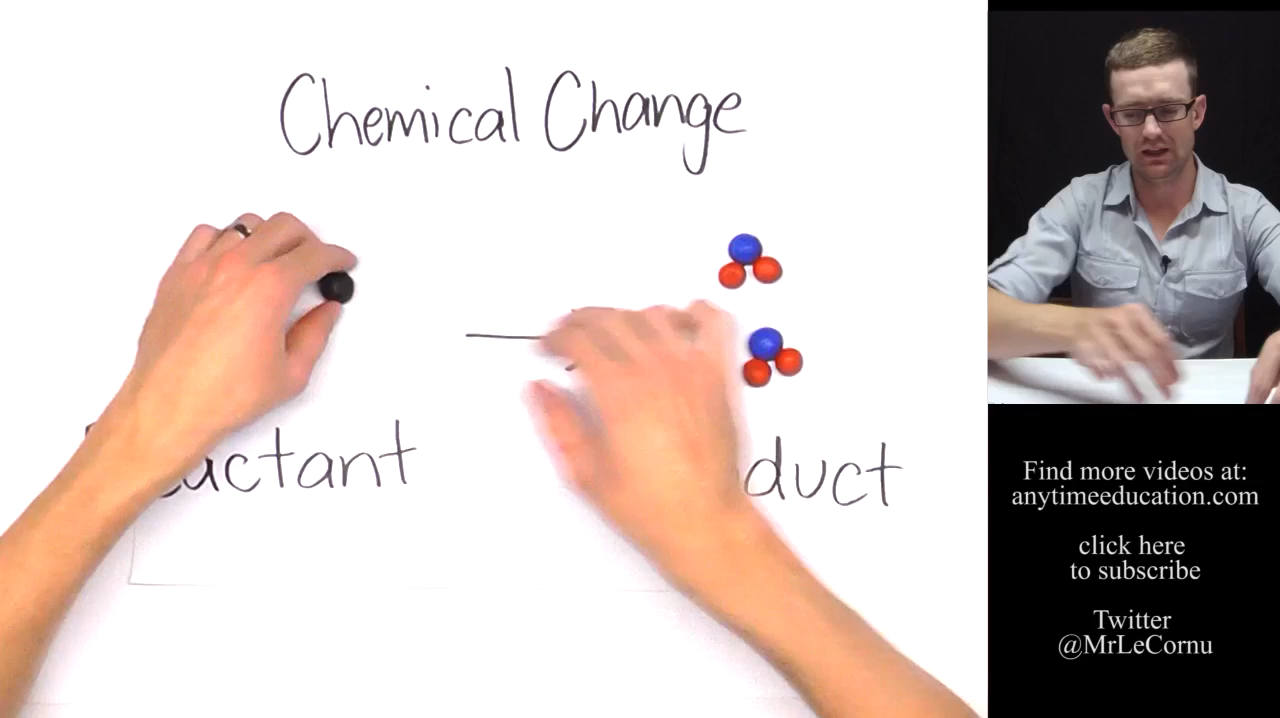 Chemical Change
actant
duct
Find more videos at:
anytimeeducation.com
click here
to subscribe
Twitter
@MrLeCornu